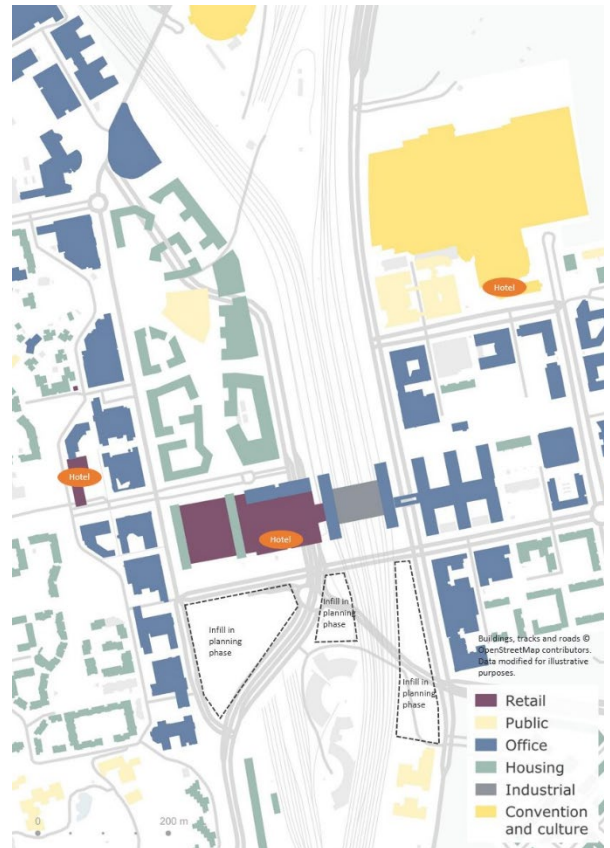 Hotel
Hotel
Hotel
Infill in
planning
phase
Infill in
planning
phase
Infill in
planning
phase
Buildings, tracks and roads ©
OpenStreetMap contributors.
Data modified for illustrative
purposes.
Retail
Public
Office
Housing
Industrial
Convention
and culture
0 200 m